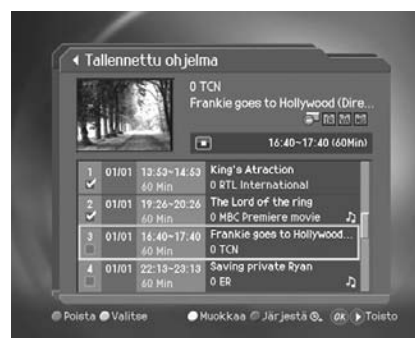 Tallennettu ohjelma
0 TCN
Frankie goes to Hollywood (Dire...
16:40~17:40 (60Min)
1 01/01 13:53~14:53 King's Atraction
60 Min 0 RTL International
2 01/01 19:26~20:26 The Lord of the ring
60 Min 0 MBC Premiere movie
3 01/01 16:40~17:40 Frankie goes to Hollywood...
60 Min 0 TCN
4 01/01 22:13~23:13 Saving private Ryan
60 Min 0 ER
Poista Valitse Muokkaa Järjestä OK Toisto